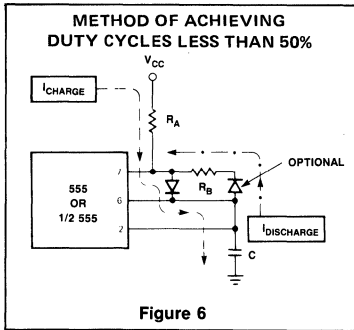 METHOD OF ACHIEVING
DUTY CYCLES LESS THAN 50%
VCC
ICHARGE
RA
OPTIONAL
7
RB
555
OR
1/2 555
6
2
IDISCHARGE
C
Figure 6